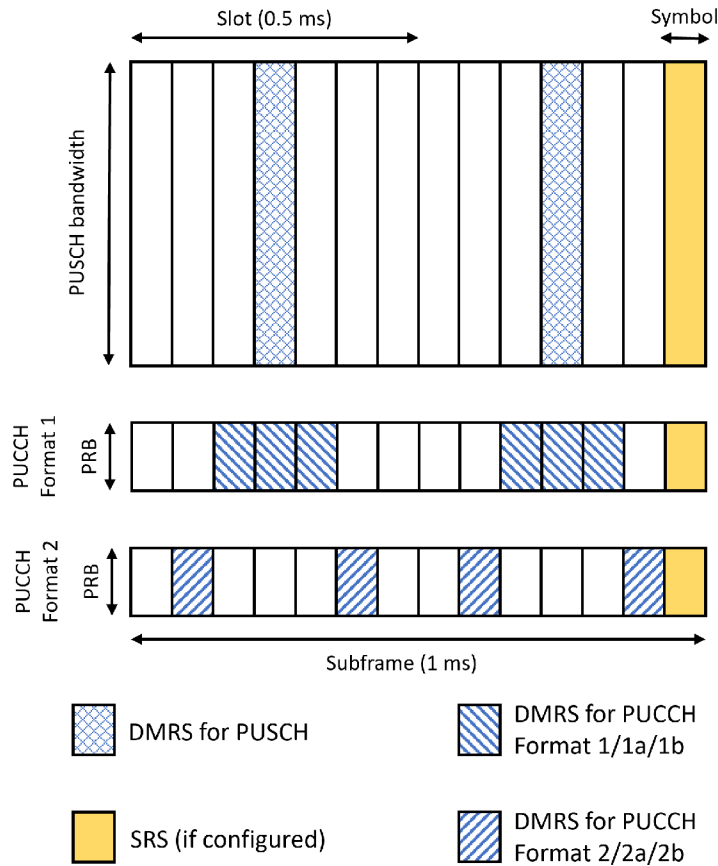 Slot (0.5 ms)
Symbol
PUSCH bandwidth
PUCCH
Format 1
PRB
PUCCH
Format 2
PRB
Subframe (1 ms)
DMRS for PUSCH
DMRS for PUCCH
Format 1/1a/1b
SRS (if configured)
DMRS for PUCCH
Format 2/2a/2b